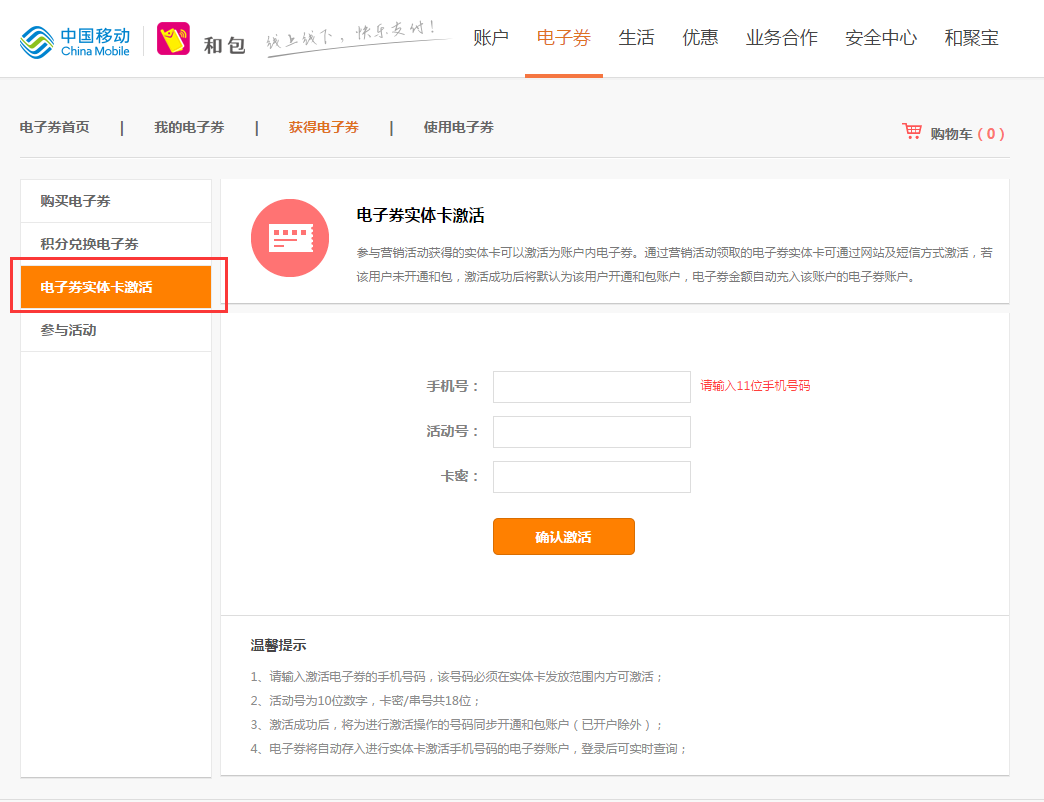 中国移动
China Mobile
和包
线上线下，快乐支付！
账户 电子券 生活 优惠 业务合作 安全中心 和聚宝
电子券首页 | 我的电子券 | 获得电子券 | 使用电子券
购物车 ( 0 )
购买电子券
积分兑换电子券
电子券实体卡激活
参与活动
电子券实体卡激活
参与营销活动获得的实体卡可以激活为账户内电子券。通过营销活动领取的电子券实体卡可通过网站及短信方式激活，若
该用户未开通和包，激活成功后将默认为该用户开通和包账户，电子券金额自动充入该账户的电子券账户。
手机号： 请输入11位手机号码
活动号：
卡密：
确认激活
温馨提示
1、请输入激活电子券的手机号码，该号码必须在实体卡发放范围内方可激活；
2、活动号为10位数字，卡密/串号共18位；
3、激活成功后，将为进行激活操作的号码同步开通和包账户（已开户除外）；
4、电子券将自动存入进行实体卡激活手机号码的电子券账户，登录后可实时查询；